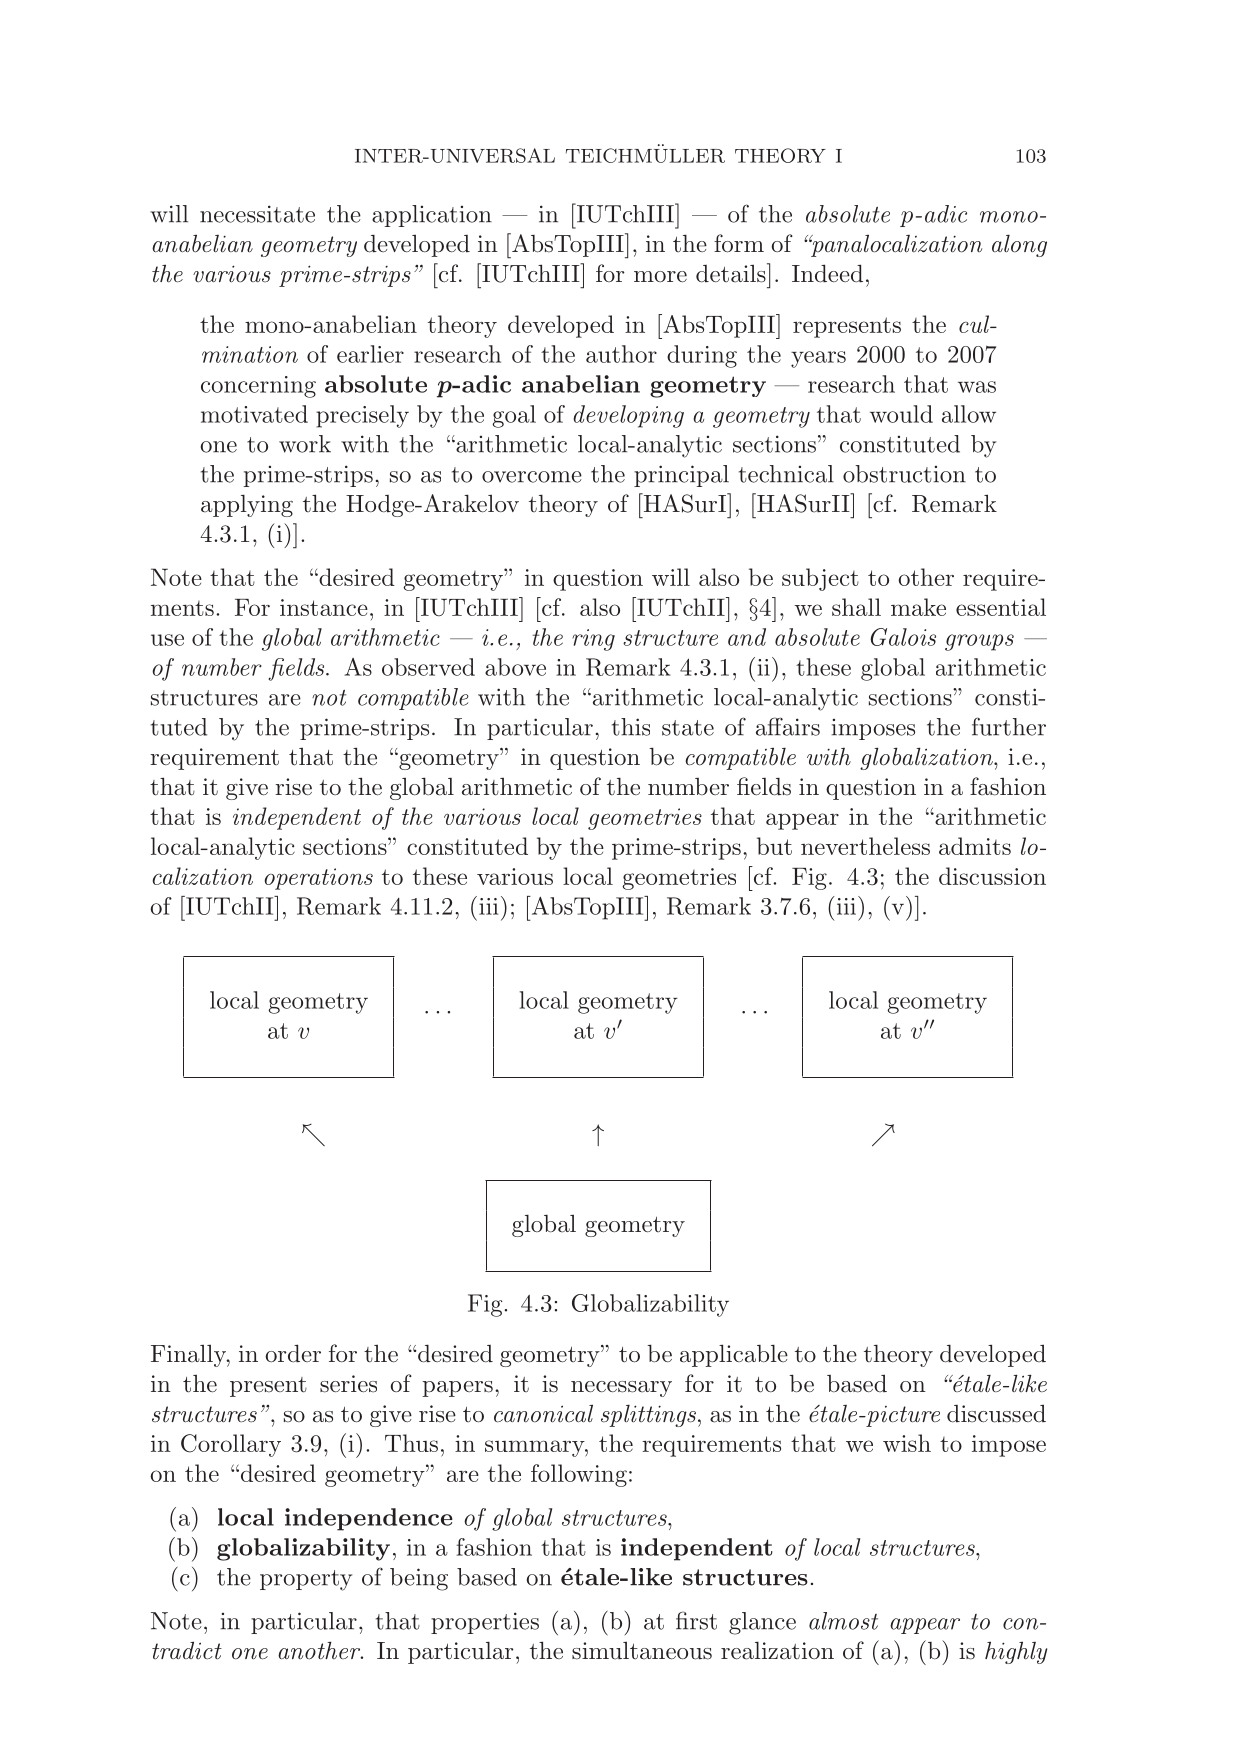 INTER-UNIVERSAL TEICHMÜLLER THEORY I 103
will necessitate the application — in [IUTchIII] — of the absolute p-adic mono-
anabelian geometry developed in [AbsTopIII], in the form of “panalocalization along
the various prime-strips” [cf. [IUTchIII] for more details]. Indeed,
the mono-anabelian theory developed in [AbsTopIII] represents the cul-
mination of earlier research of the author during the years 2000 to 2007
concerning absolute p-adic anabelian geometry — research that was
motivated precisely by the goal of developing a geometry that would allow
one to work with the “arithmetic local-analytic sections” constituted by
the prime-strips, so as to overcome the principal technical obstruction to
applying the Hodge-Arakelov theory of [HASurI], [HASurII] [cf. Remark
4.3.1, (i)].
Note that the “desired geometry” in question will also be subject to other require-
ments. For instance, in [IUTchIII] [cf. also [IUTchII], §4], we shall make essential
use of the global arithmetic — i.e., the ring structure and absolute Galois groups —
of number fields. As observed above in Remark 4.3.1, (ii), these global arithmetic
structures are not compatible with the “arithmetic local-analytic sections” consti-
tuted by the prime-strips. In particular, this state of affairs imposes the further
requirement that the “geometry” in question be compatible with globalization, i.e.,
that it give rise to the global arithmetic of the number fields in question in a fashion
that is independent of the various local geometries that appear in the “arithmetic
local-analytic sections” constituted by the prime-strips, but nevertheless admits lo-
calization operations to these various local geometries [cf. Fig. 4.3; the discussion
of [IUTchII], Remark 4.11.2, (iii); [AbsTopIII], Remark 3.7.6, (iii), (v)].
local geometry
at v
. . .
local geometry
at v′
. . .
local geometry
at v′′
↖ ↑ ↗
global geometry
Fig. 4.3: Globalizability
Finally, in order for the “desired geometry” to be applicable to the theory developed
in the present series of papers, it is necessary for it to be based on “étale-like
structures”, so as to give rise to canonical splittings, as in the étale-picture discussed
in Corollary 3.9, (i). Thus, in summary, the requirements that we wish to impose
on the “desired geometry” are the following:
(a) local independence of global structures,
(b) globalizability, in a fashion that is independent of local structures,
(c) the property of being based on étale-like structures.
Note, in particular, that properties (a), (b) at first glance almost appear to con-
tradict one another. In particular, the simultaneous realization of (a), (b) is highly